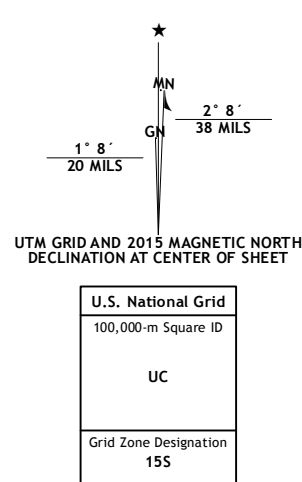 ★
MN
2° 8´
38 MILS
GN
1° 8´
20 MILS
UTM GRID AND 2015 MAGNETIC NORTH
DECLINATION AT CENTER OF SHEET
U.S. National Grid
100,000-m Square ID
UC
Grid Zone Designation
15S